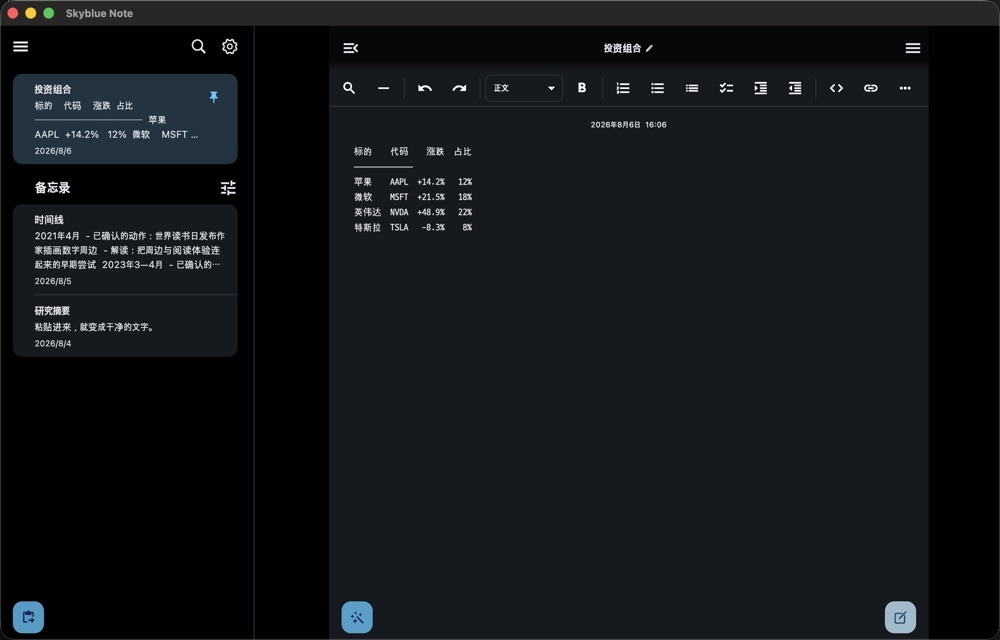 Skyblue Note
投资组合
标的 代码 涨跌 占比
———————————— 苹果
AAPL +14.2% 12% 微软 MSFT ...
2026/8/6
备忘录
时间线
2021年4月 - 已确认的动作：世界读书日发布作
家插画数字周边 - 解读：把周边与阅读体验连
起来的早期尝试 2023年3—4月 - 已确认的…
2026/8/5
研究摘要
粘贴进来，就变成干净的文字。
2026/8/4
投资组合
正文
B
2026年8月6日 16:06
标的 代码 涨跌 占比
苹果 AAPL +14.2% 12%
微软 MSFT +21.5% 18%
英伟达 NVDA +48.9% 22%
特斯拉 TSLA -8.3% 8%